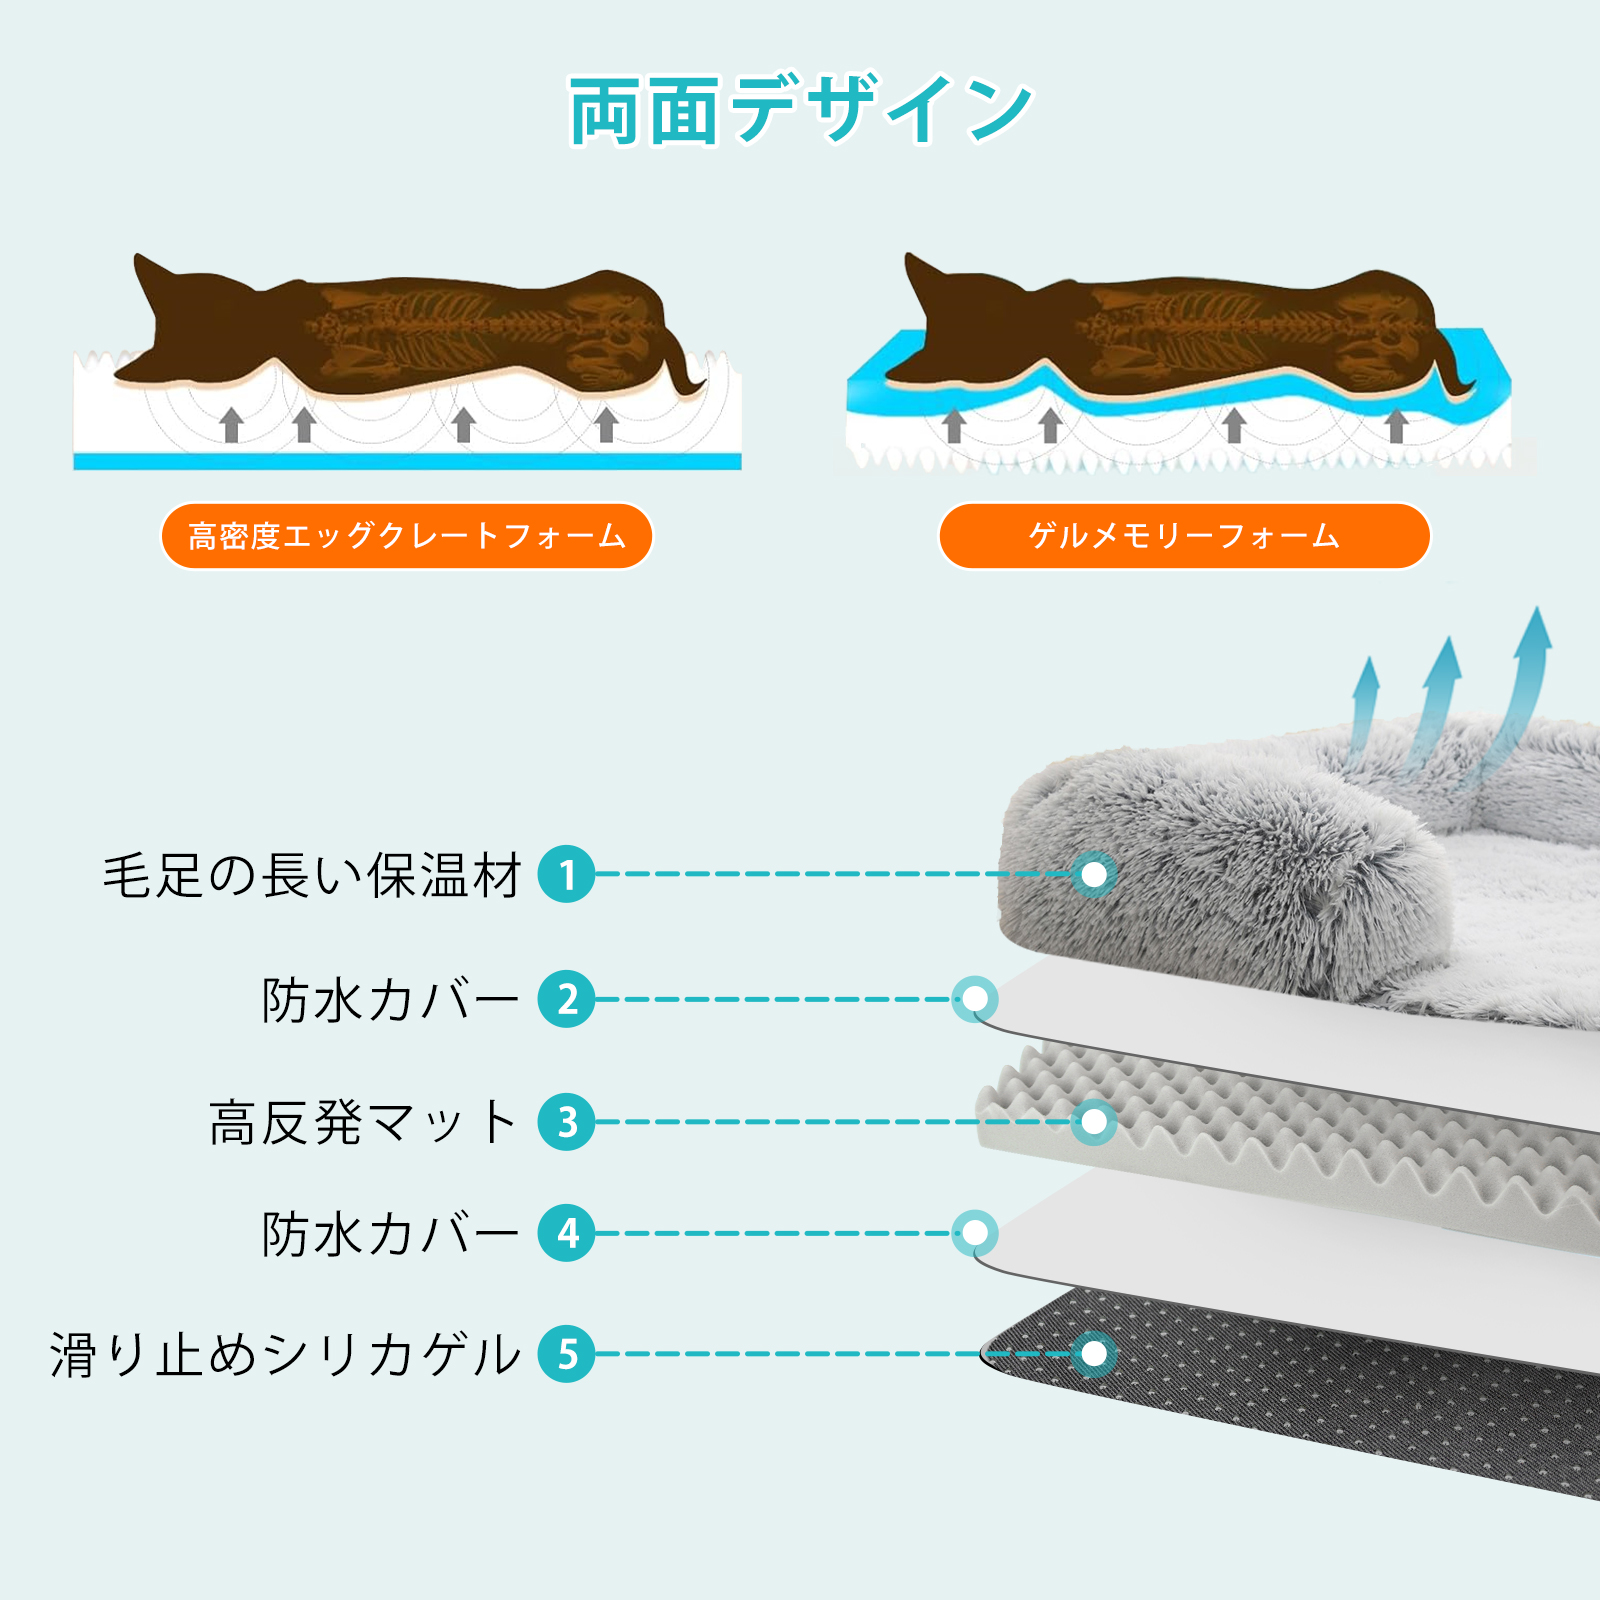 両面デザイン
高密度エッグクレートフォーム
ゲルメモリーフォーム
毛足の長い保温材 1
防水カバー 2
高反発マット 3
防水カバー 4
滑り止めシリカゲル 5